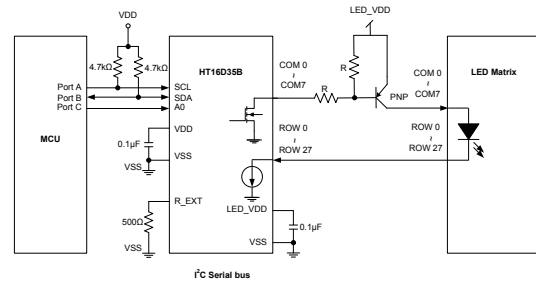 VDD
LED_VDD
4.7kΩ
4.7kΩ
HT16D35B
COM 0
~
COM7
R
R
COM 0
~
COM7
LED Matrix
Port A
Port B
Port C
SCL
SDA
A0
PNP
MCU
VDD
0.1μF
VSS
VSS
ROW 0
~
ROW 27
ROW 0
~
ROW 27
R_EXT
500Ω
VSS
LED_VDD
0.1μF
VSS
VSS
I²C Serial bus